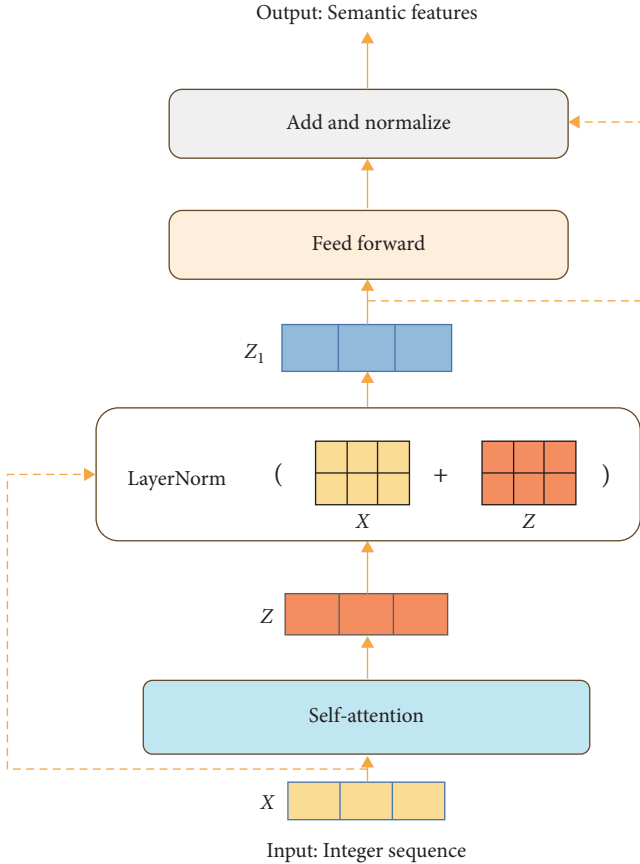 Output: Semantic features
Add and normalize
Feed forward
Z₁
LayerNorm ( + )
X Z
Z
Self-attention
X
Input: Integer sequence